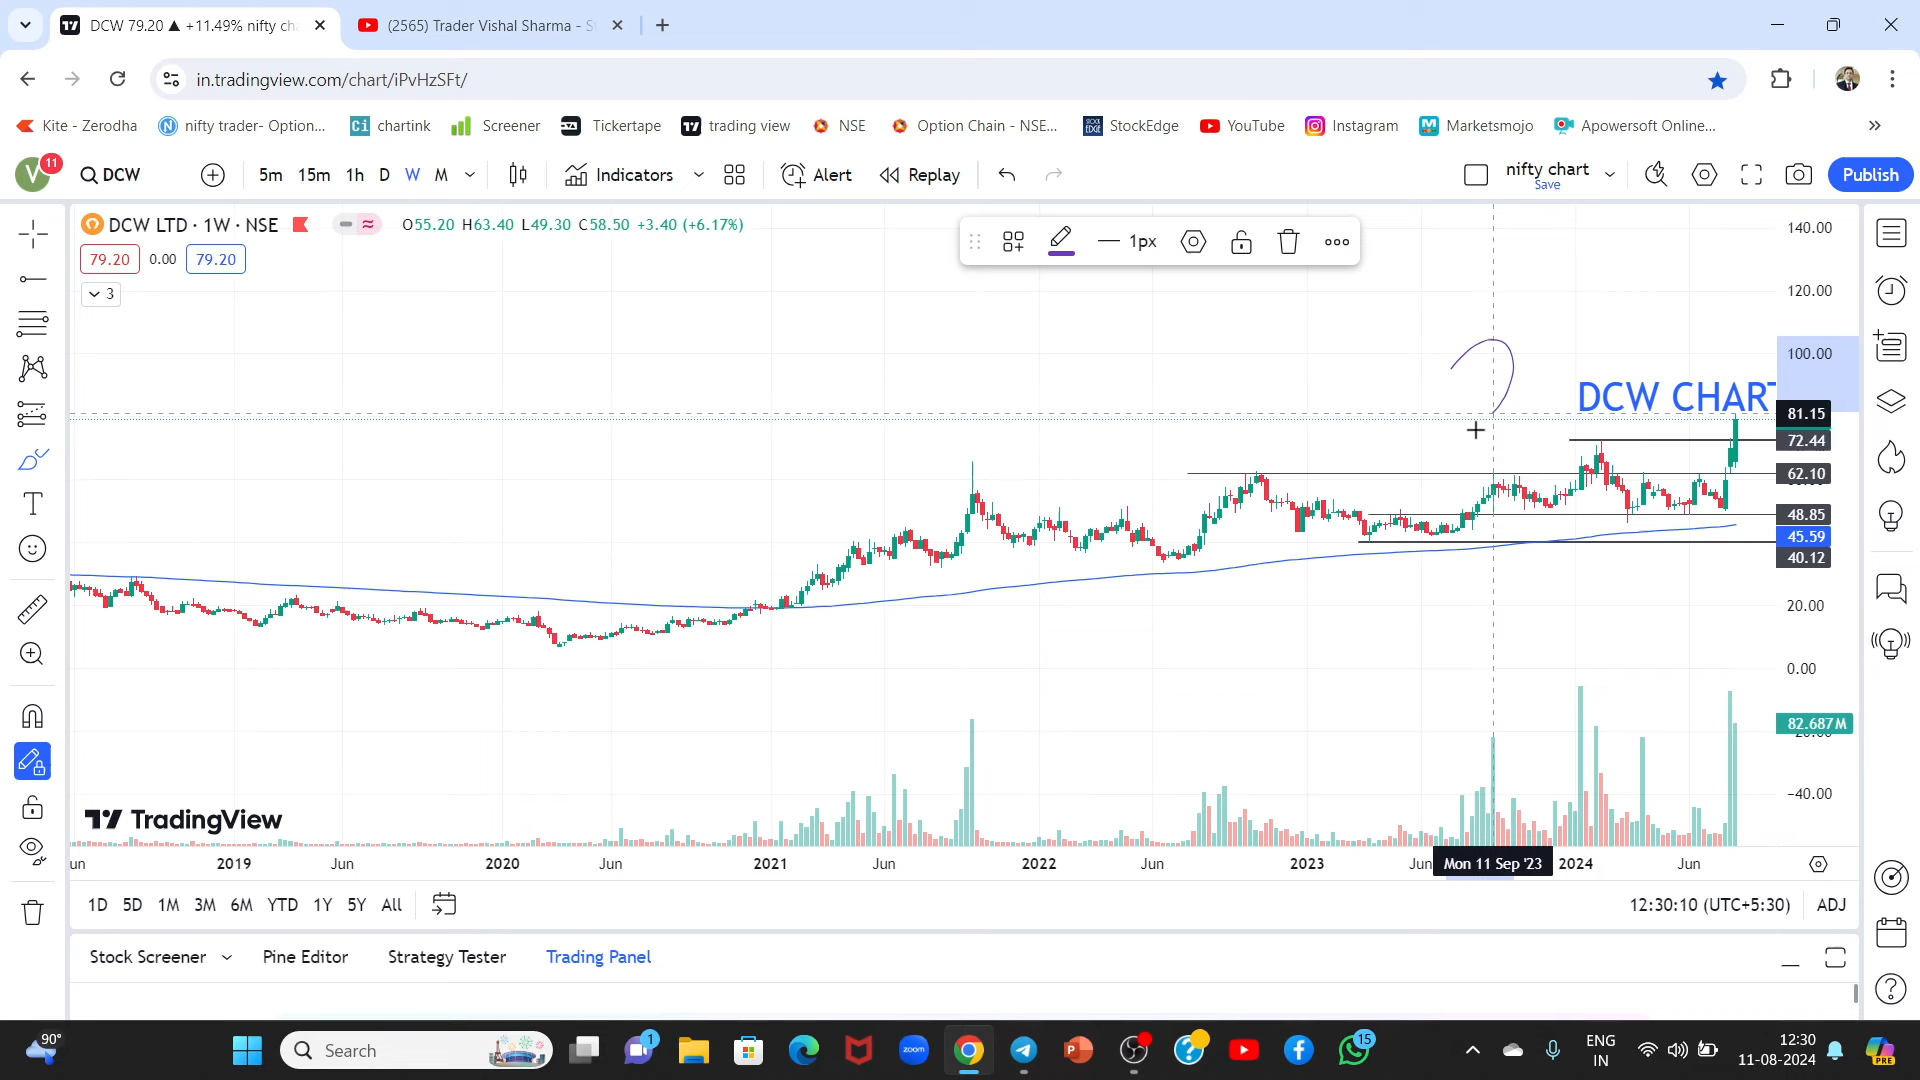 DCW 79.20 ▲ +11.49% nifty ch
(2565) Trader Vishal Sharma - S
in.tradingview.com/chart/iPvHzSFt/
Kite - Zerodha
nifty trader- Option...
chartink
Screener
Tickertape
trading view
NSE
Option Chain - NSE...
StockEdge
YouTube
Instagram
Marketsmojo
Apowersoft Online...
V 11 DCW 5m 15m 1h D W M Indicators Alert Replay nifty chart Publish
Save
DCW LTD · 1W · NSE O55.20 H63.40 L49.30 C58.50 +3.40 (+6.17%)
79.20 0.00 79.20
3
1px
140.00
120.00
100.00
DCW CHART
81.15
72.44
62.10
48.85
45.59
40.12
20.00
0.00
82.687M
−40.00
TradingView
un 2019 Jun 2020 Jun 2021 Jun 2022 Jun 2023 Jun Mon 11 Sep '23 2024 Jun
1D 5D 1M 3M 6M YTD 1Y 5Y All 12:30:10 (UTC+5:30) ADJ
Stock Screener Pine Editor Strategy Tester Trading Panel
90°
Search
1
zoom
15
ENG
IN
12:30
11-08-2024
PRE